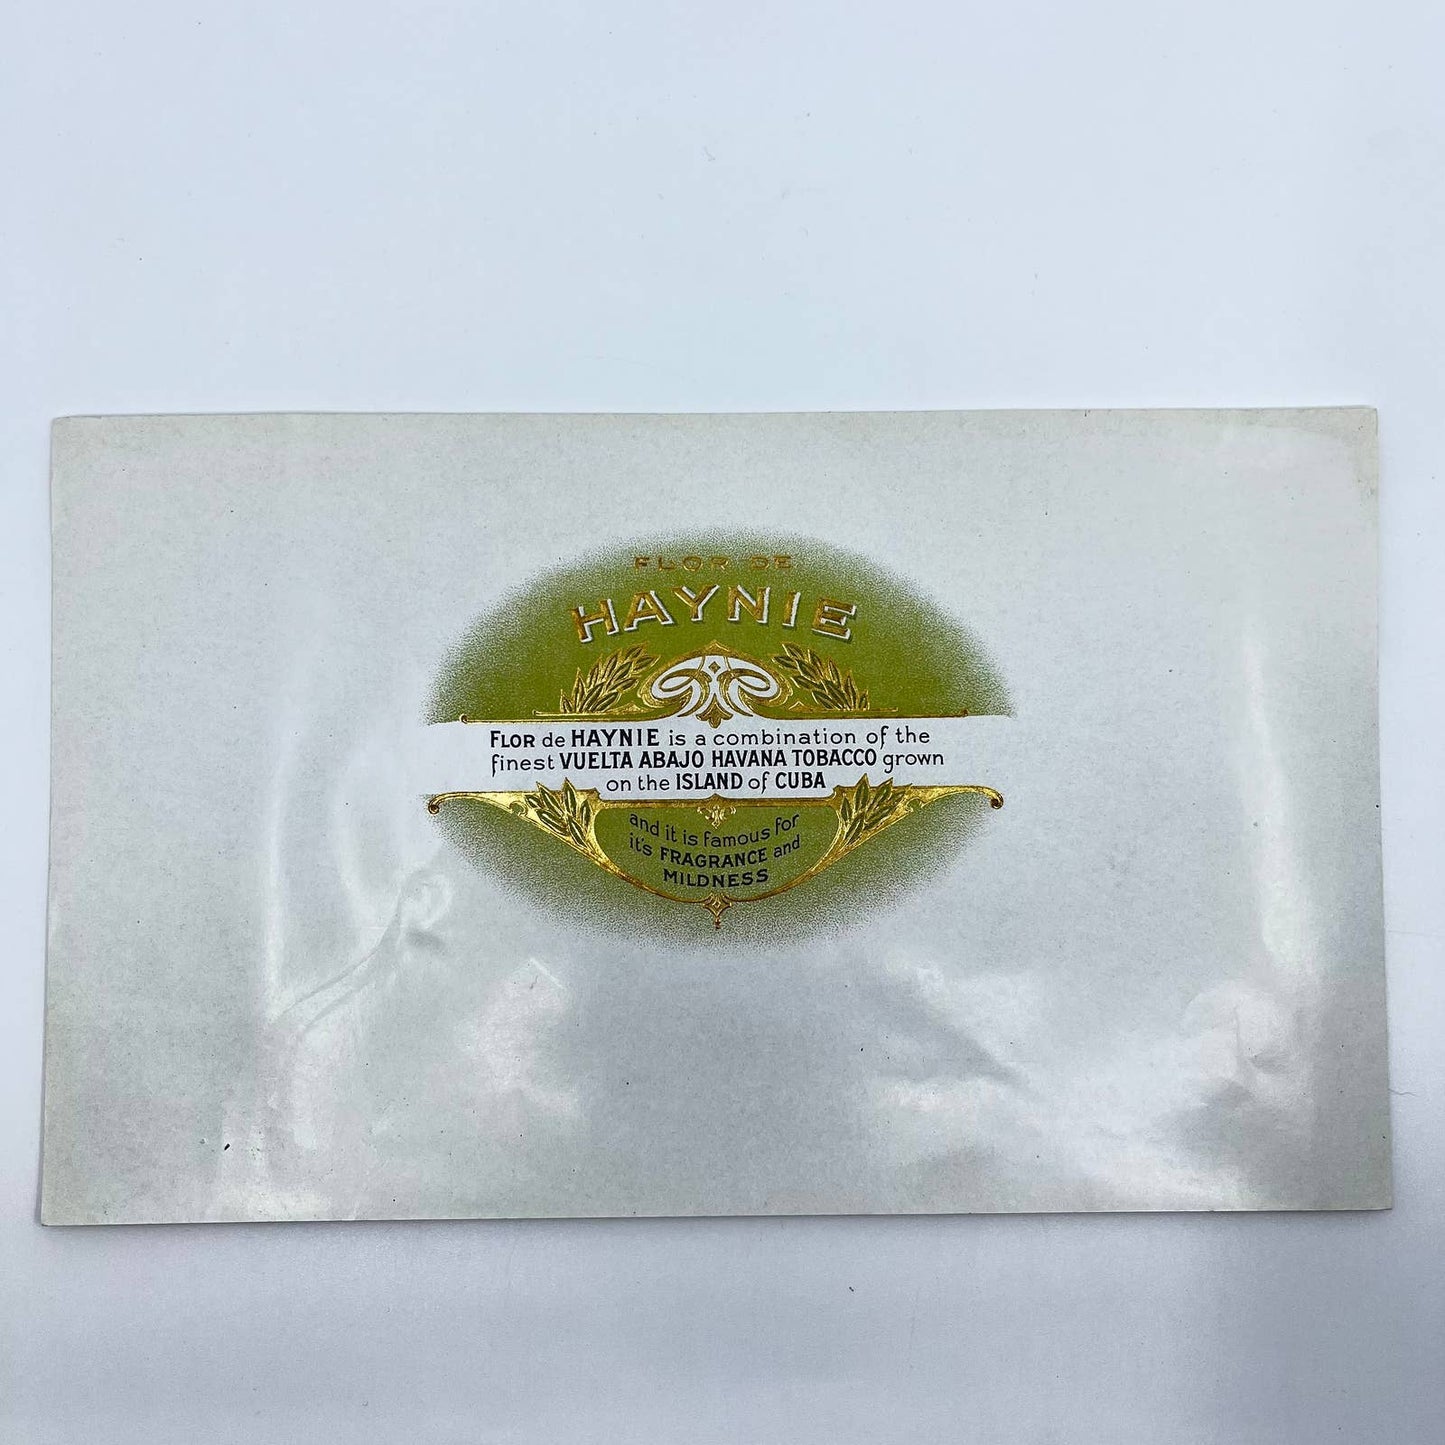 FLOR DE
HAYNIE
FLOR de HAYNIE is a combination of the
finest VUELTA ABAJO HAVANA TOBACCO grown
on the ISLAND of CUBA
and it is famous for
it's FRAGRANCE and
MILDNESS